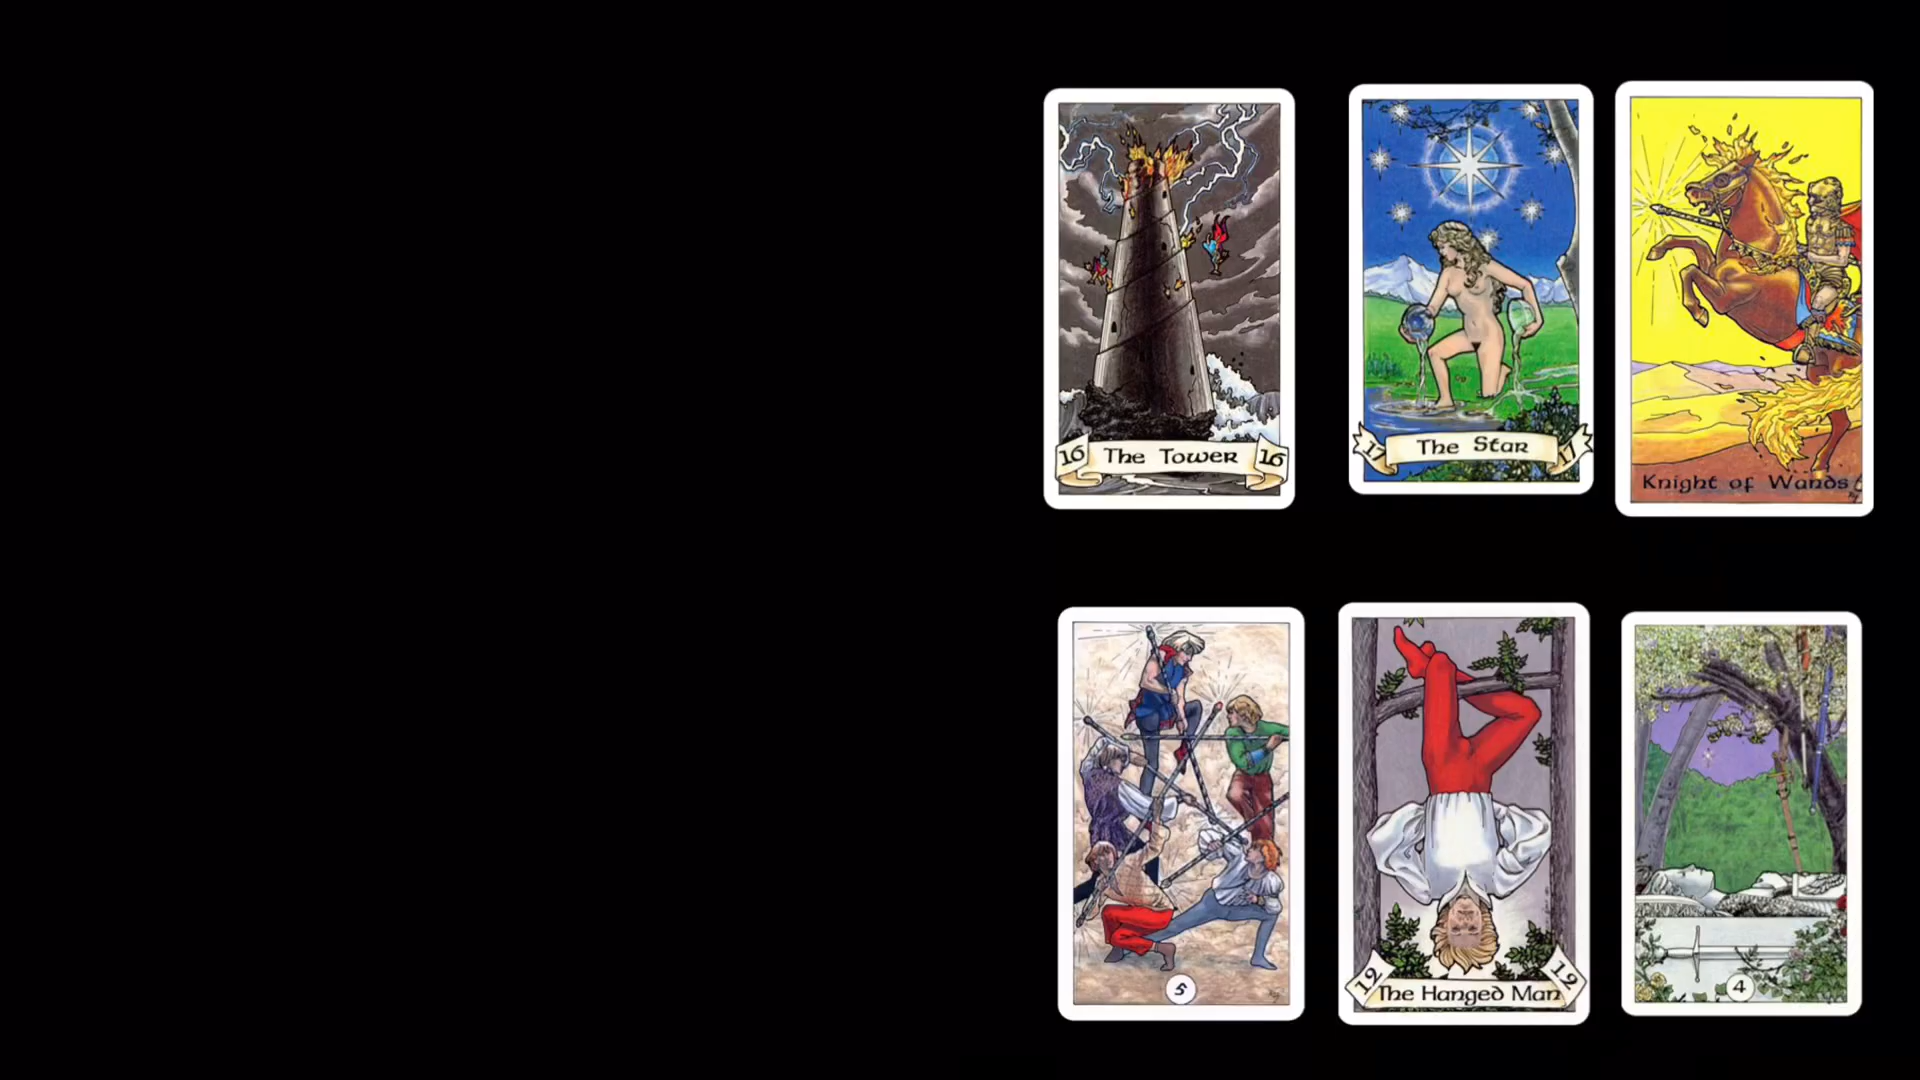 16 The Tower 16
17 The Star 17
Knight of Wands
5
12 The Hanged Man 12
4